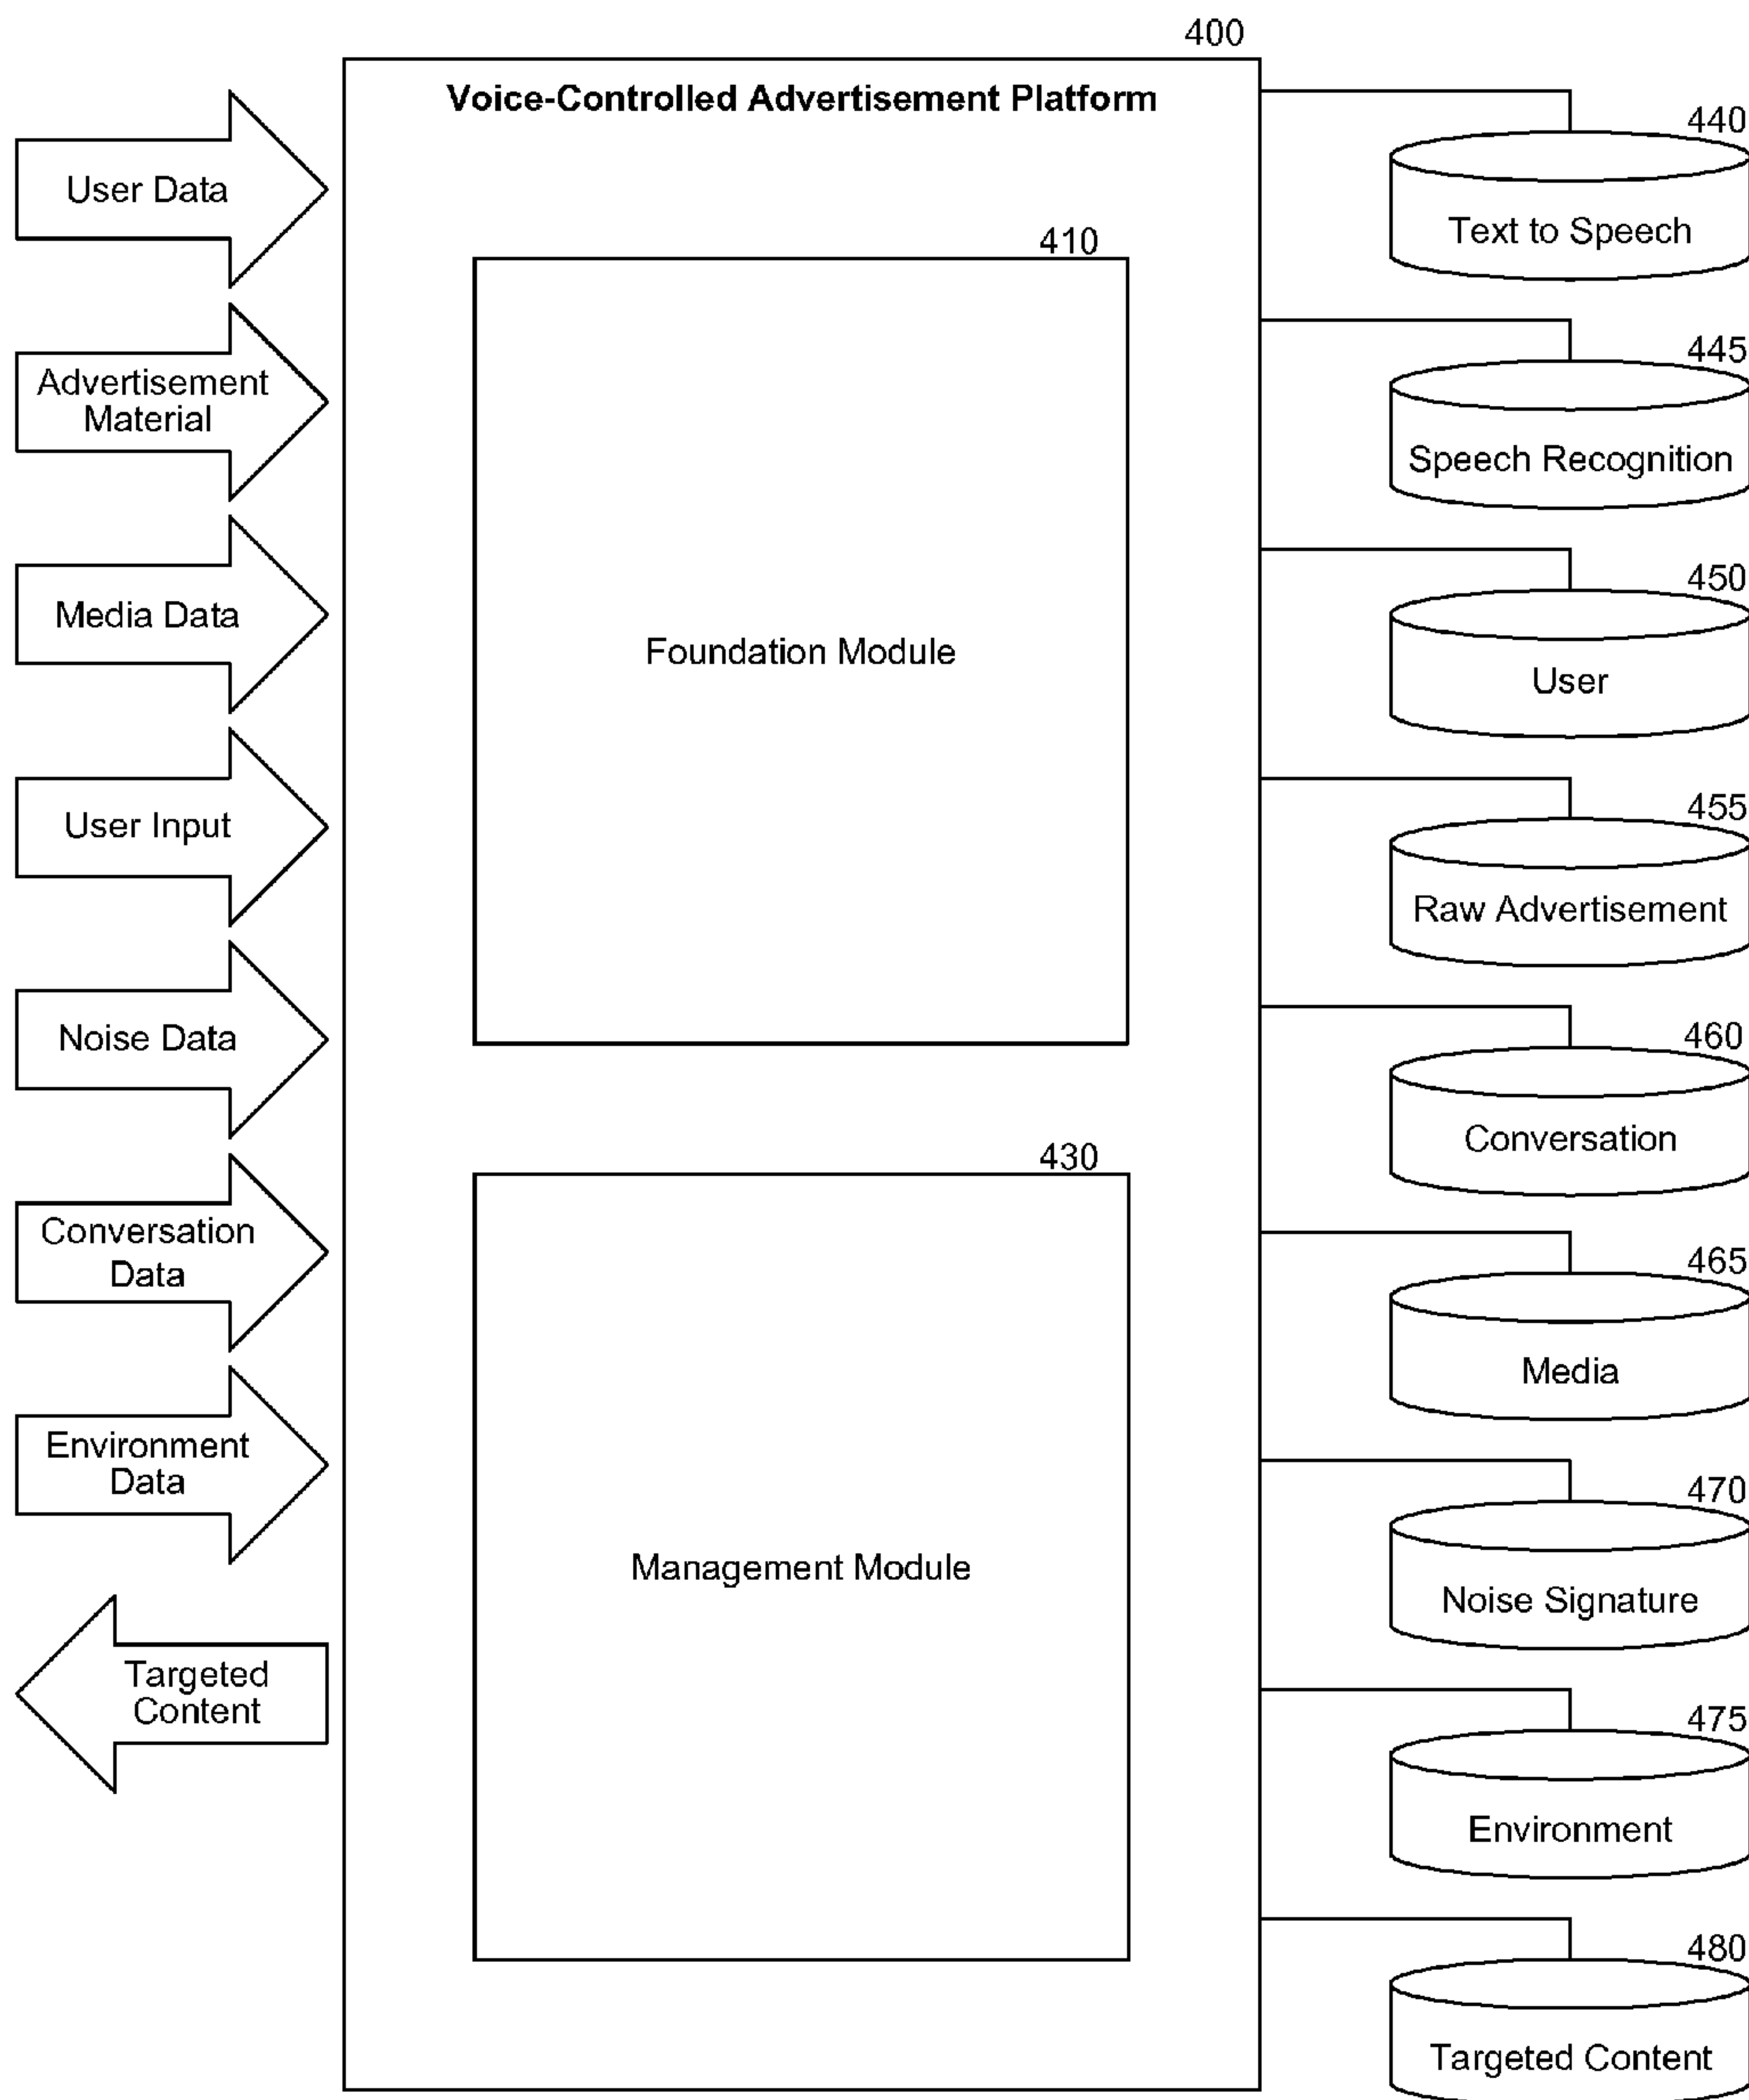 400
Voice-Controlled Advertisement Platform
User Data
Advertisement
Material
Media Data
User Input
Noise Data
Conversation
Data
Environment
Data
Targeted
Content
410
Foundation Module
430
Management Module
440
Text to Speech
445
Speech Recognition
450
User
455
Raw Advertisement
460
Conversation
465
Media
470
Noise Signature
475
Environment
480
Targeted Content